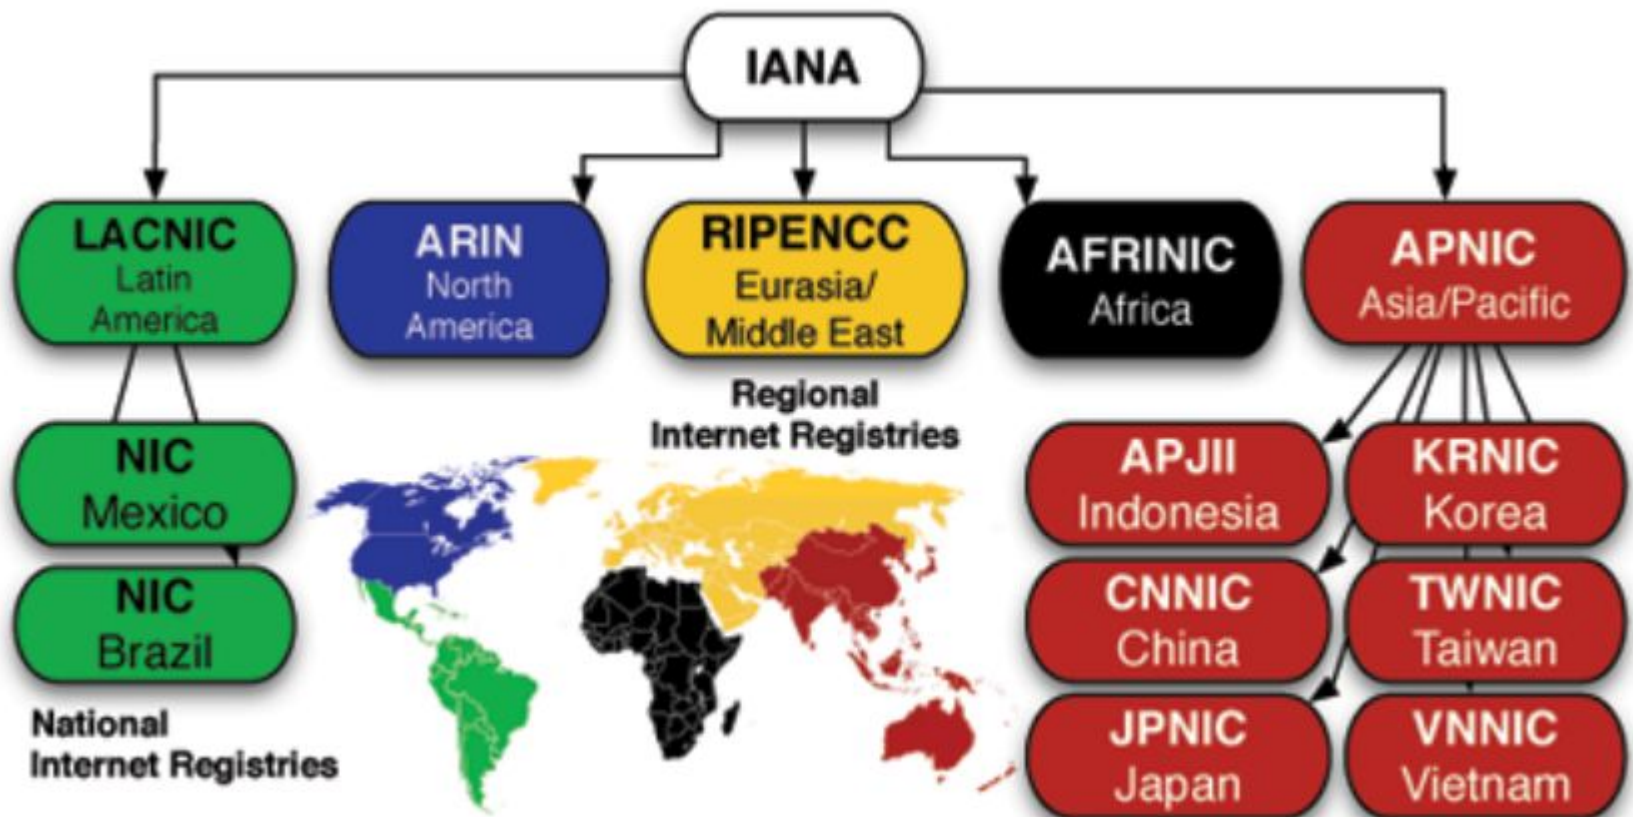 IANA
LACNIC
Latin
America
ARIN
North
America
RIPENCC
Eurasia/
Middle East
AFRINIC
Africa
APNIC
Asia/Pacific
Regional
Internet Registries
NIC
Mexico
NIC
Brazil
National
Internet Registries
APJII
Indonesia
KRNIC
Korea
CNNIC
China
TWNIC
Taiwan
JPNIC
Japan
VNNIC
Vietnam